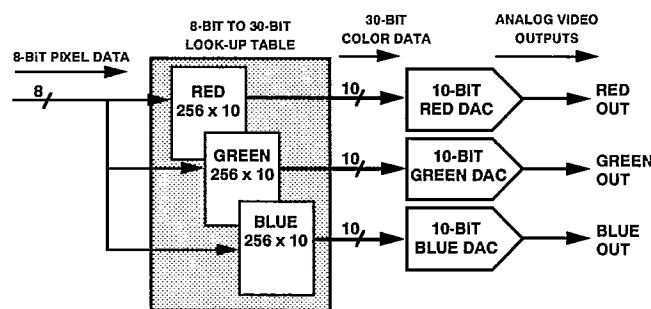 8-BIT TO 30-BIT
LOOK-UP TABLE
30-BIT
COLOR DATA
ANALOG VIDEO
OUTPUTS
8-BIT PIXEL DATA
8
RED
256 x 10
10
10-BIT
RED DAC
RED
OUT
GREEN
256 x 10
10
10-BIT
GREEN DAC
GREEN
OUT
BLUE
256 x 10
10
10-BIT
BLUE DAC
BLUE
OUT